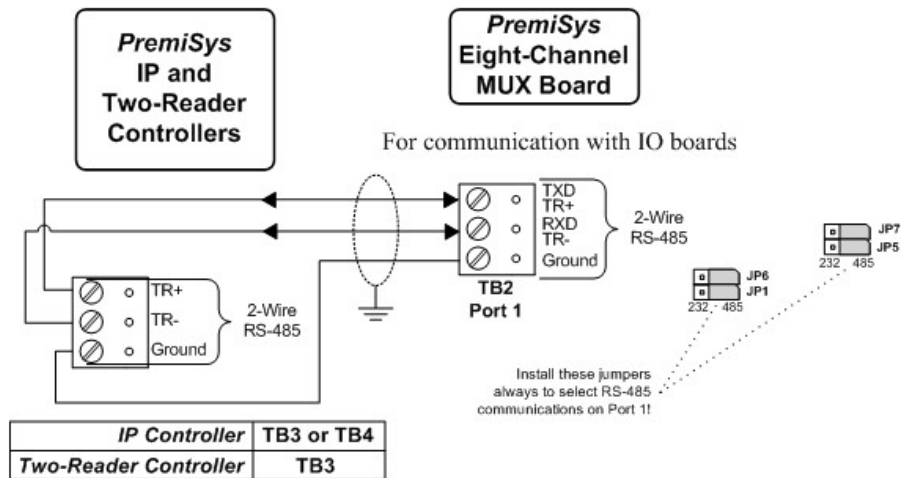 PremiSys
IP and
Two-Reader
Controllers
PremiSys
Eight-Channel
MUX Board
For communication with IO boards
TXD
TR+
RXD
TR-
Ground
2-Wire
RS-485
TB2
Port 1
JP7
JP5
232 485
JP6
JP1
232 485
TR+
TR-
Ground
2-Wire
RS-485
Install these jumpers
always to select RS-485
communications on Port 1!
IP Controller TB3 or TB4
Two-Reader Controller TB3